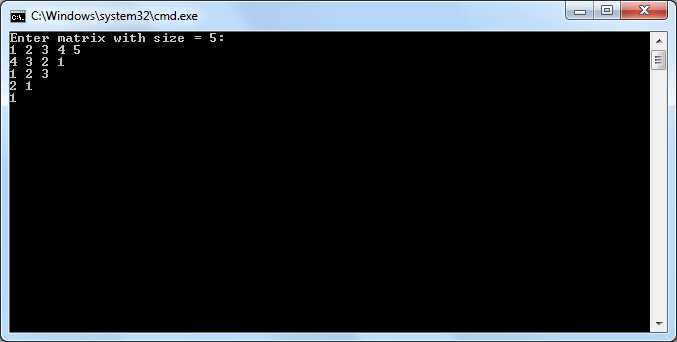 C:\Windows\system32\cmd.exe
Enter matrix with size = 5:
1 2 3 4 5
4 3 2 1
1 2 3
2 1
1